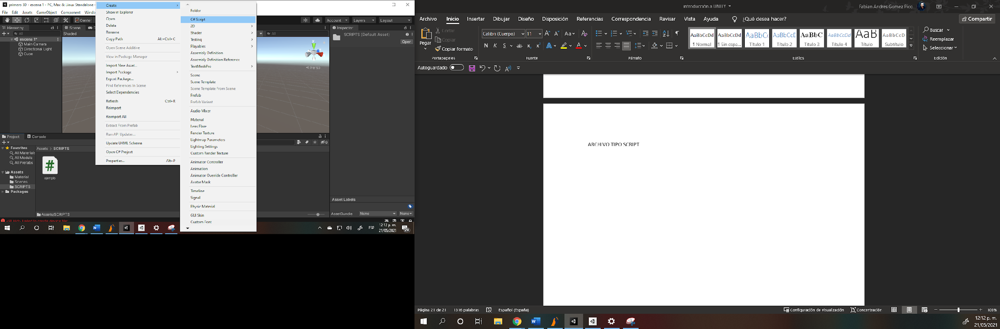 primero 3D - escena 1 - PC, Mac & Linux Standalone -
File Edit Assets GameObject Component Windo
Center
Account
Layers
Layout
Hierarchy
All
escena 1*
Main Camera
Directional Light
Cube
Scene
Shaded
All
Persp
Create
Show in Explorer
Open
Delete
Rename
Copy Path Alt+Ctrl+C
Open Scene Additive
View in Package Manager
Import New Asset...
Import Package
Export Package...
Find References In Scene
Select Dependencies
Refresh Ctrl+R
Reimport
Reimport All
Extract From Prefab
Run API Updater...
Update UXML Schema
Open C# Project
Properties... Alt+P
Folder
C# Script
2D
Shader
Testing
Playables
Assembly Definition
Assembly Definition Reference
TextMeshPro
Scene
Scene Template
Scene Template From Scene
Prefab
Prefab Variant
Audio Mixer
Material
Lens Flare
Render Texture
Lightmap Parameters
Lighting Settings
Custom Render Texture
Animator Controller
Animation
Animator Override Controller
Avatar Mask
Timeline
Signal
Physic Material
GUI Skin
Custom Font
Inspector
SCRIPTS (Default Asset)
Open
Asset Labels
AssetBundle None None
Project Console
9
Favorites
All Materials
All Models
All Prefabs
Assets
Material
Scenes
SCRIPTS
Packages
Assets > SCRIPTS
#
ejemplo
Assets/SCRIPTS
Failed to create device file:
ESP
12:12 p. m.
21/05/2021
20
introducción a UNITY
Fabian Andres Gomez Pico
Archivo Inicio Insertar Dibujar Diseño Disposición Referencias Correspondencia Revisar Vista Ayuda ¿Qué desea hacer? Compartir
Pegar
Cortar
Copiar
Copiar formato
Portapapeles
Calibri (Cuerpo) 11
N K S ab x₂ x²
Fuente
Párrafo
AaBbCcDd ¶ Normal
AaBbCcDd ¶ Sin espa...
AaBbC Título 1
AaBbCcE Título 2
AaBbC Título 3
AaBbCcDd Título 4
AaB Título
AaBbCcD Subtítulo
Estilos
Buscar
Reemplazar
Seleccionar
Edición
Autoguardado
ARCHIVO TIPO SCRIPT
Página 21 de 21 1316 palabras Español (España) Configuración de visualización Concentración 103%
12:12 p. m.
21/05/2021